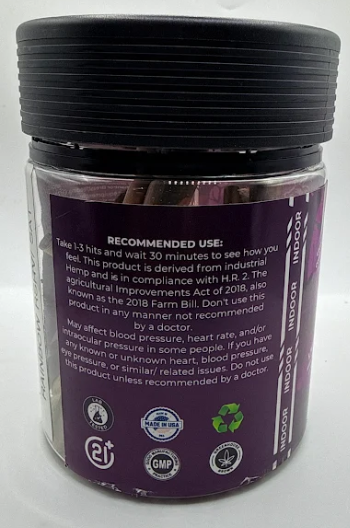 RECOMMENDED USE:
Take 1-3 hits and wait 30 minutes to see how you
feel. This product is derived from industrial
Hemp and is in compliance with H.R. 2. The
agricultural Improvements Act of 2018, also
known as the 2018 Farm Bill. Don't use this
product in any manner not recommended
by a doctor.
May affect blood pressure, heart rate, and/or
intraocular pressure in some people. If you have
any known or unknown heart, blood pressure,
eye pressure, or similar/ related issues. Do not use
this product unless recommended by a doctor.
LAB
TESTED
MADE IN USA
21+
GMP
INDOOR
INDOOR
INDOOR
INDOOR